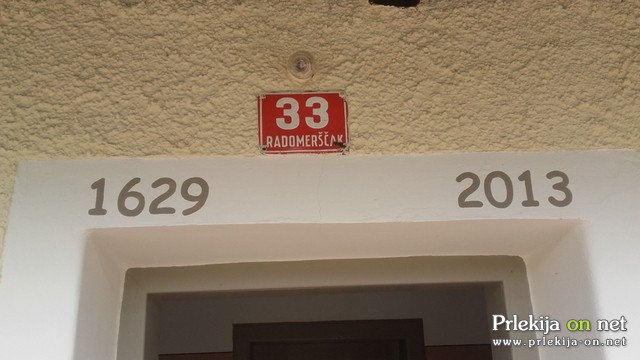 33
RADOMERŠČAK
1629 2013
Prlekija on net
www.prlekija-on.net